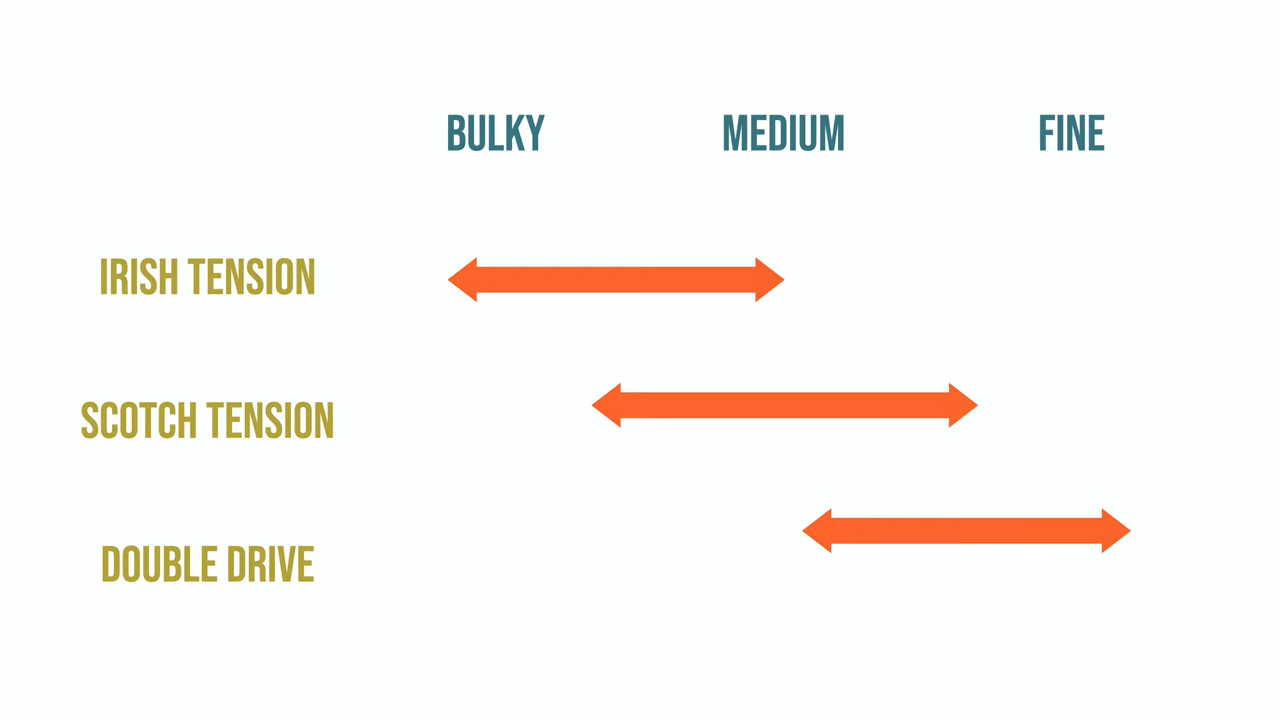 BULKY MEDIUM FINE
IRISH TENSION
SCOTCH TENSION
DOUBLE DRIVE